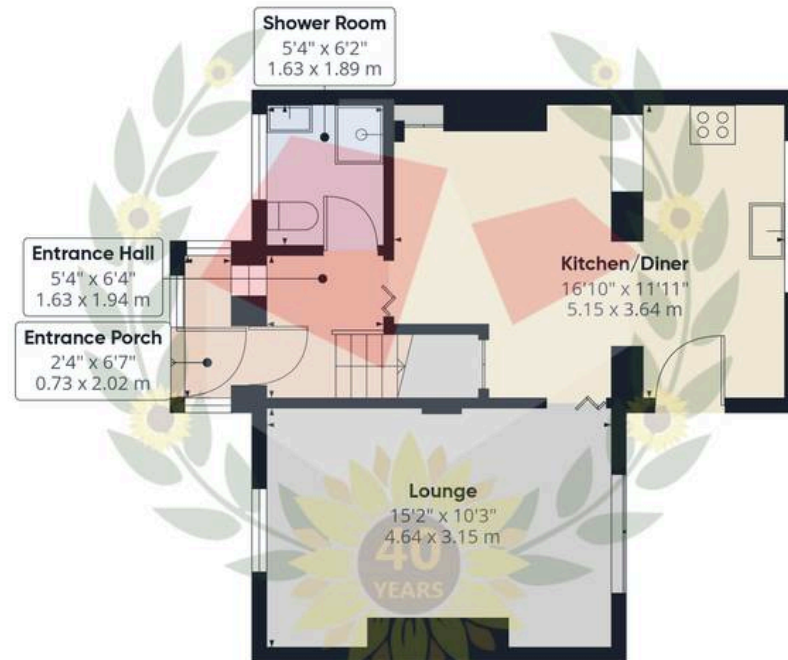 Shower Room
5'4" x 6'2"
1.63 x 1.89 m
Entrance Hall
5'4" x 6'4"
1.63 x 1.94 m
Entrance Porch
2'4" x 6'7"
0.73 x 2.02 m
Kitchen/Diner
16'10" x 11'11"
5.15 x 3.64 m
Lounge
15'2" x 10'3"
4.64 x 3.15 m
40
YEARS